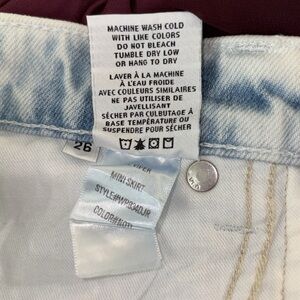 MACHINE WASH COLD
WITH LIKE COLORS
DO NOT BLEACH
TUMBLE DRY LOW
OR HANG TO DRY
LAVER À LA MACHINE
À L'EAU FROIDE
AVEC COULEURS SIMILAIRES
NE PAS UTILISER DE
JAVELLISANT
SÉCHER PAR CULBUTAGE À
BASE TEMPÉRATURE OU
SUSPENDRE POUR SÉCHER
26
MINI SKIRT